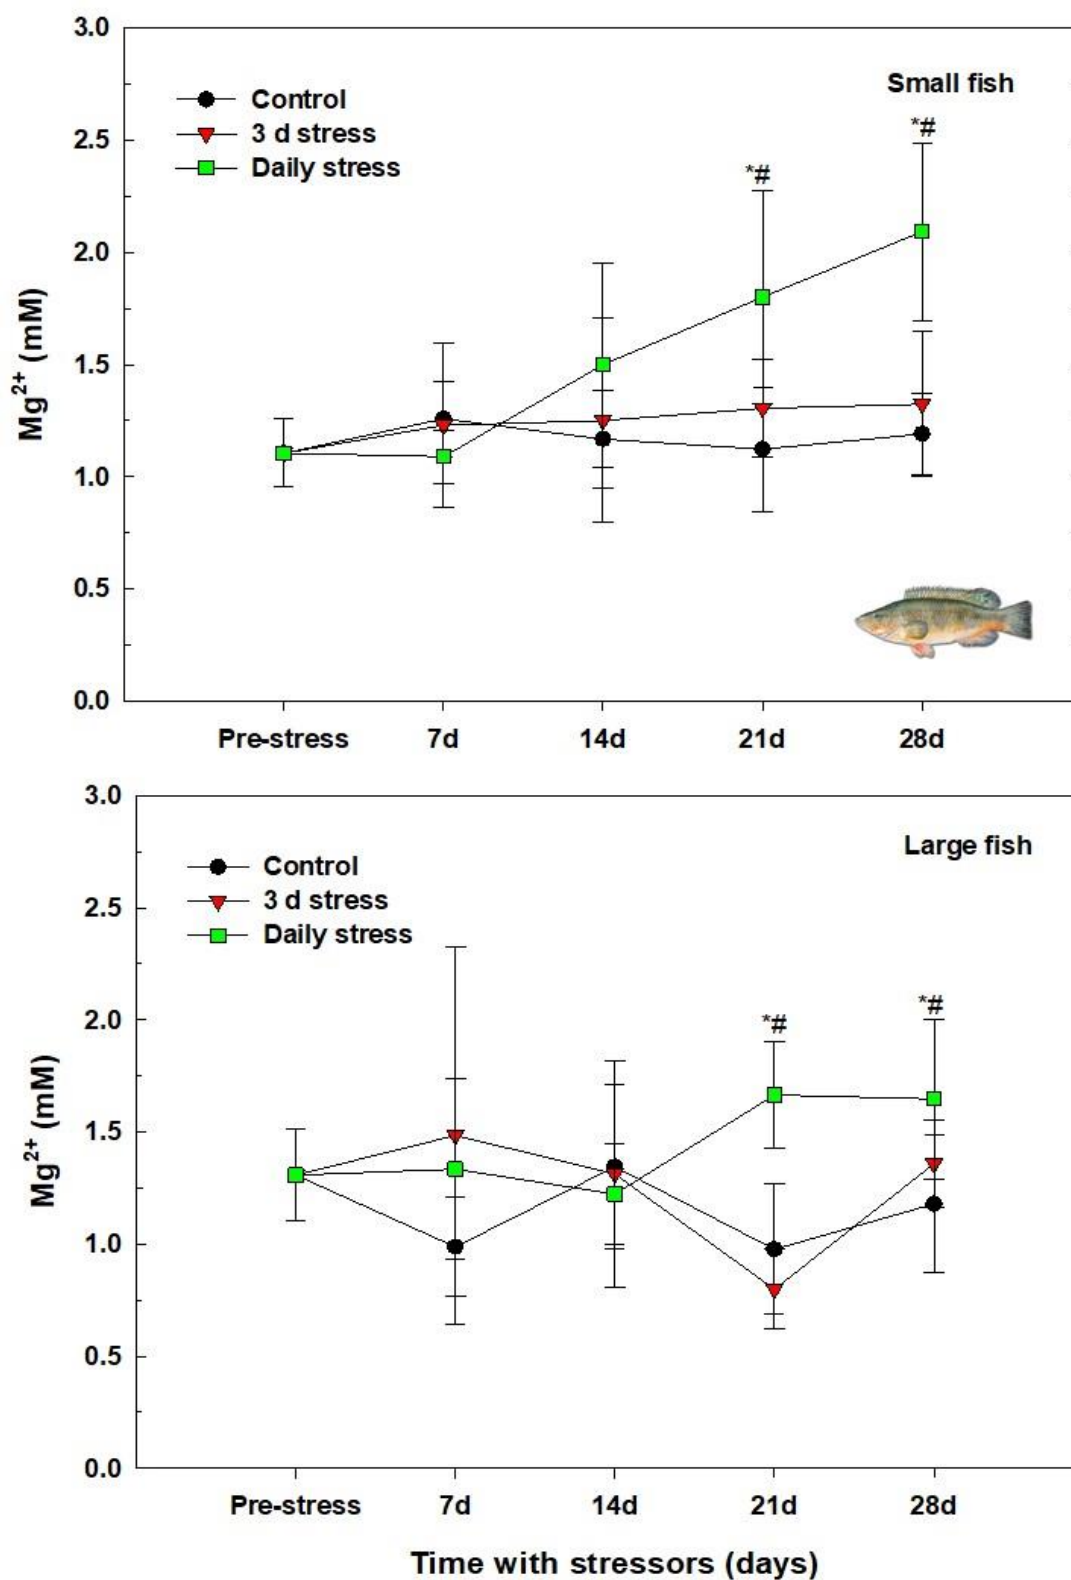 3.0
Small fish
Control
3 d stress
Daily stress
*#
*#
2.5
2.0
1.5
1.0
0.5
0.0
Mg2+ (mM)
Pre-stress 7d 14d 21d 28d
3.0
Large fish
Control
3 d stress
Daily stress
*#
*#
2.5
2.0
1.5
1.0
0.5
0.0
Mg2+ (mM)
Pre-stress 7d 14d 21d 28d
Time with stressors (days)